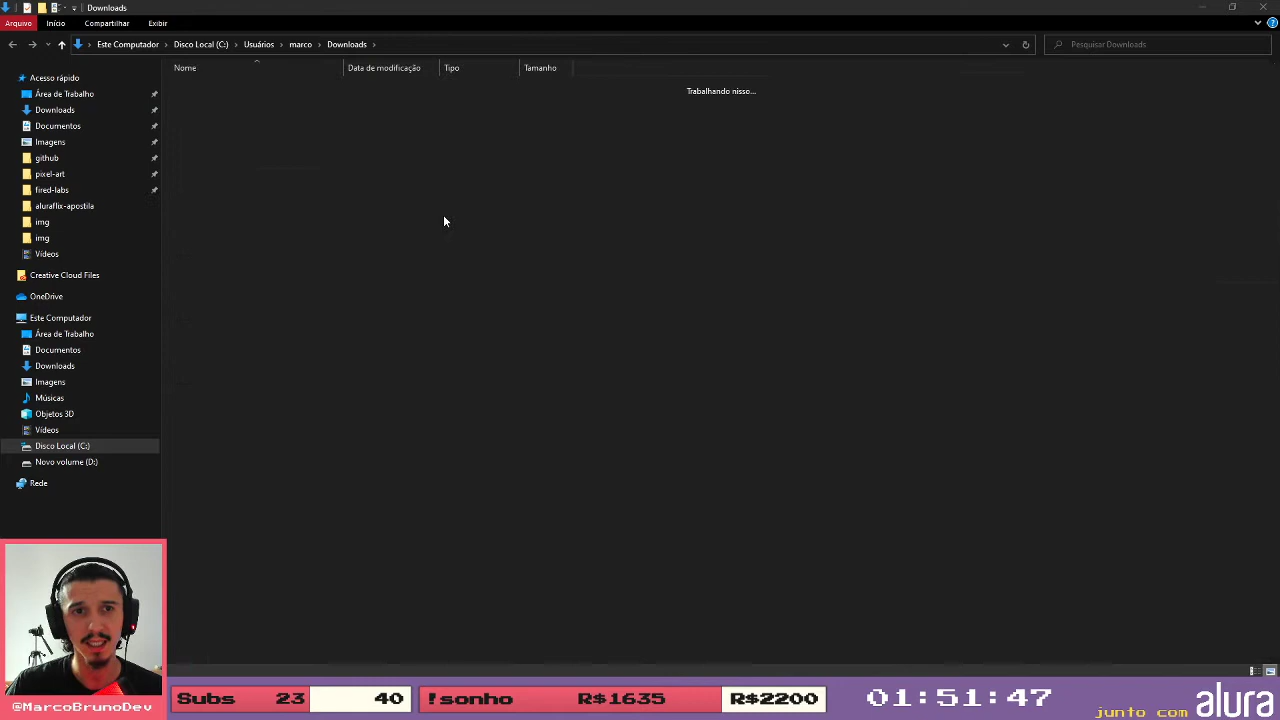 Downloads
Arquivo Início Compartilhar Exibir
Este Computador Disco Local (C:) Usuários marco Downloads
Pesquisar Downloads
Nome Data de modificação Tipo Tamanho
Trabalhando nisso...
Acesso rápido
Área de Trabalho
Downloads
Documentos
Imagens
github
pixel-art
fired-labs
aluraflix-apostila
img
img
Vídeos
Creative Cloud Files
OneDrive
Este Computador
Área de Trabalho
Documentos
Downloads
Imagens
Músicas
Objetos 3D
Vídeos
Disco Local (C:)
Novo volume (D:)
Rede
@MarcoBrunoDev
Subs 23 40 !sonho R$1635 R$2200 01:51:47 junto com alura